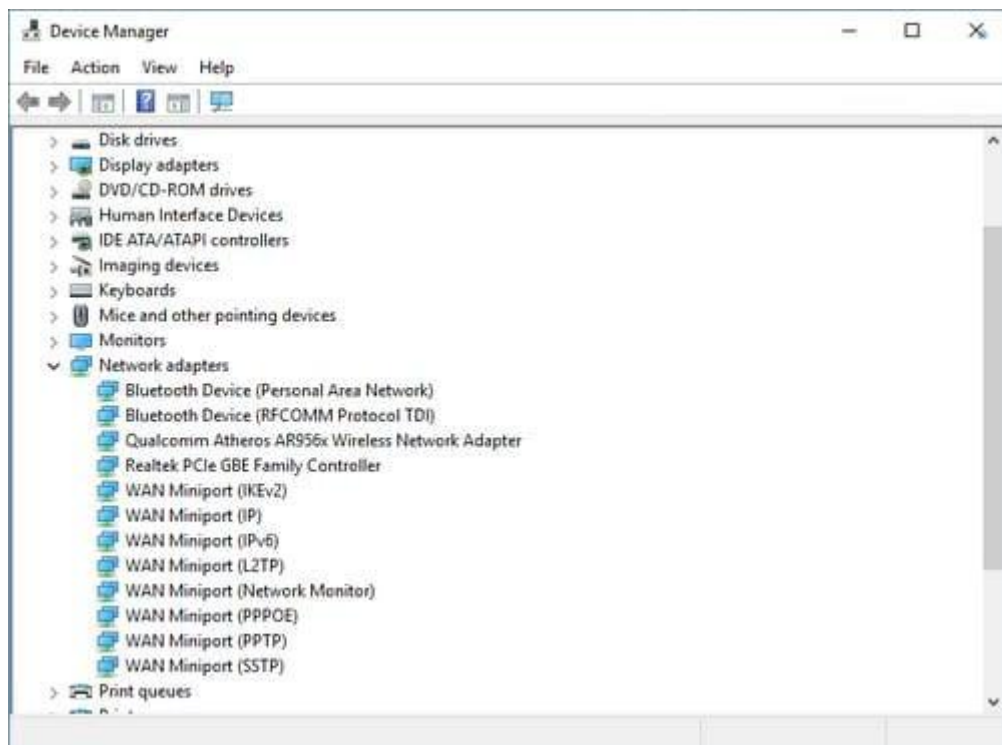 Device Manager
File Action View Help
Disk drives
Display adapters
DVD/CD-ROM drives
Human Interface Devices
IDE ATA/ATAPI controllers
Imaging devices
Keyboards
Mice and other pointing devices
Monitors
Network adapters
Bluetooth Device (Personal Area Network)
Bluetooth Device (RFCOMM Protocol TDI)
Qualcomm Atheros AR956x Wireless Network Adapter
Realtek PCIe GBE Family Controller
WAN Miniport (IKEv2)
WAN Miniport (IP)
WAN Miniport (IPv6)
WAN Miniport (L2TP)
WAN Miniport (Network Monitor)
WAN Miniport (PPPOE)
WAN Miniport (PPTP)
WAN Miniport (SSTP)
Print queues